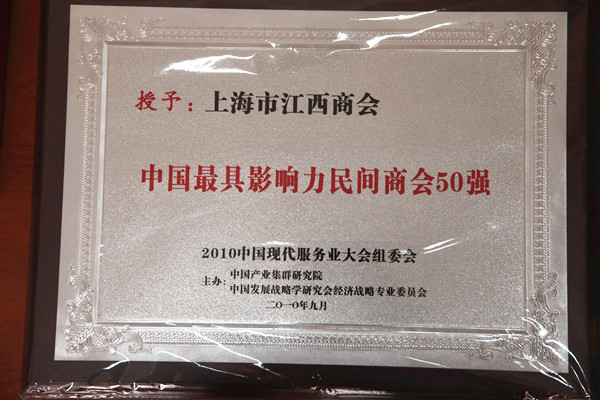 授予：上海市江西商会
中国最具影响力民间商会50强
2010中国现代服务业大会组委会
主办：中国产业集群研究院
中国发展战略学研究会经济战略专业委员会
二〇一〇年九月